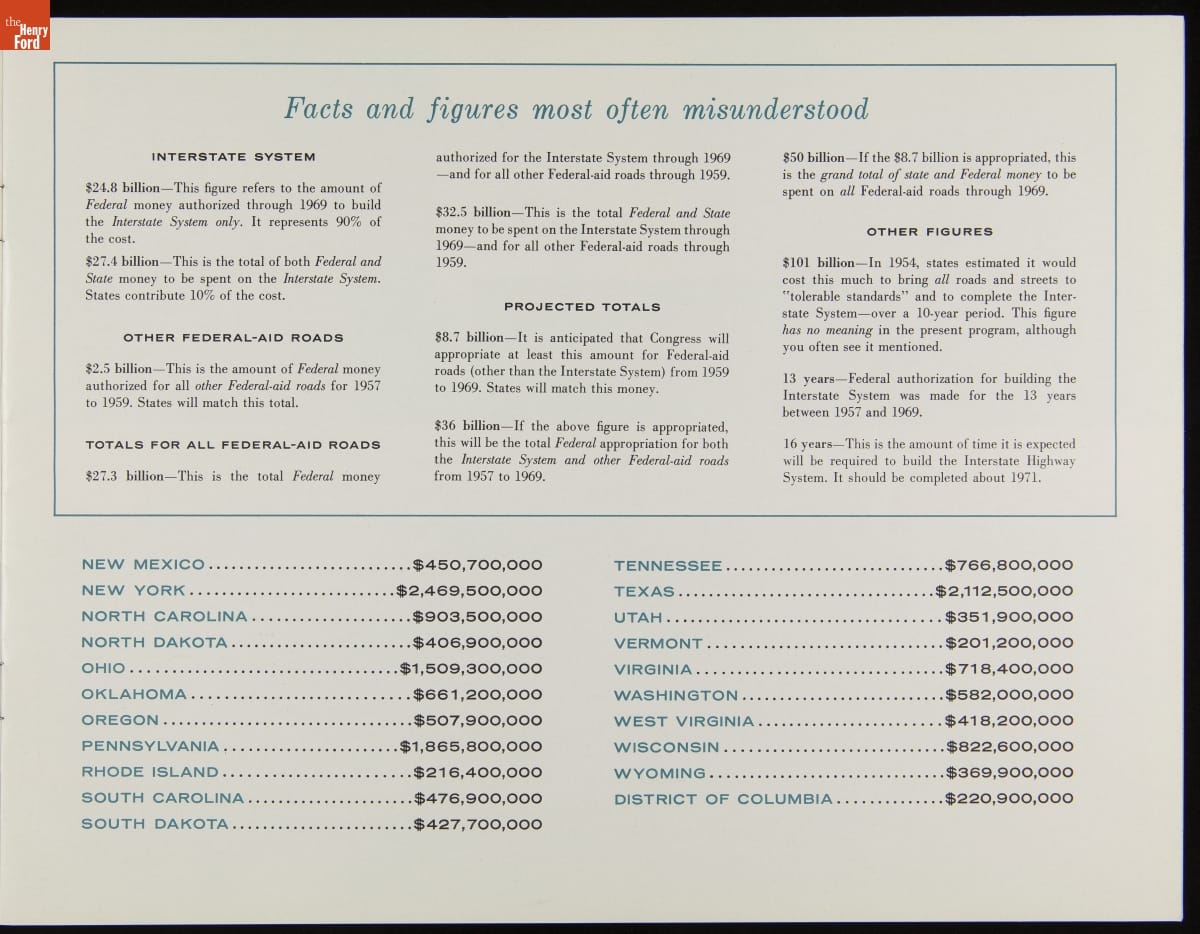 the
Henry
Ford
Facts and figures most often misunderstood
INTERSTATE SYSTEM
$24.8 billion—This figure refers to the amount of
Federal money authorized through 1969 to build
the Interstate System only. It represents 90% of
the cost.
$27.4 billion—This is the total of both Federal and
State money to be spent on the Interstate System.
States contribute 10% of the cost.
OTHER FEDERAL-AID ROADS
$2.5 billion—This is the amount of Federal money
authorized for all other Federal-aid roads for 1957
to 1959. States will match this total.
TOTALS FOR ALL FEDERAL-AID ROADS
$27.3 billion—This is the total Federal money
authorized for the Interstate System through 1969
—and for all other Federal-aid roads through 1959.
$32.5 billion—This is the total Federal and State
money to be spent on the Interstate System through
1969—and for all other Federal-aid roads through
1959.
PROJECTED TOTALS
$8.7 billion—It is anticipated that Congress will
appropriate at least this amount for Federal-aid
roads (other than the Interstate System) from 1959
to 1969. States will match this money.
$36 billion—If the above figure is appropriated,
this will be the total Federal appropriation for both
the Interstate System and other Federal-aid roads
from 1957 to 1969.
$50 billion—If the $8.7 billion is appropriated, this
is the grand total of state and Federal money to be
spent on all Federal-aid roads through 1969.
OTHER FIGURES
$101 billion—In 1954, states estimated it would
cost this much to bring all roads and streets to
"tolerable standards" and to complete the Inter-
state System—over a 10-year period. This figure
has no meaning in the present program, although
you often see it mentioned.
13 years—Federal authorization for building the
Interstate System was made for the 13 years
between 1957 and 1969.
16 years—This is the amount of time it is expected
will be required to build the Interstate Highway
System. It should be completed about 1971.
NEW MEXICO...........................$450,700,000
NEW YORK...........................$2,469,500,000
NORTH CAROLINA.....................$903,500,000
NORTH DAKOTA........................$406,900,000
OHIO...................................$1,509,300,000
OKLAHOMA.............................$661,200,000
OREGON.................................$507,900,000
PENNSYLVANIA.......................$1,865,800,000
RHODE ISLAND.........................$216,400,000
SOUTH CAROLINA......................$476,900,000
SOUTH DAKOTA........................$427,700,000
TENNESSEE.............................$766,800,000
TEXAS..................................$2,112,500,000
UTAH.....................................$351,900,000
VERMONT...............................$201,200,000
VIRGINIA.................................$718,400,000
WASHINGTON...........................$582,000,000
WEST VIRGINIA........................$418,200,000
WISCONSIN.............................$822,600,000
WYOMING...............................$369,900,000
DISTRICT OF COLUMBIA..............$220,900,000